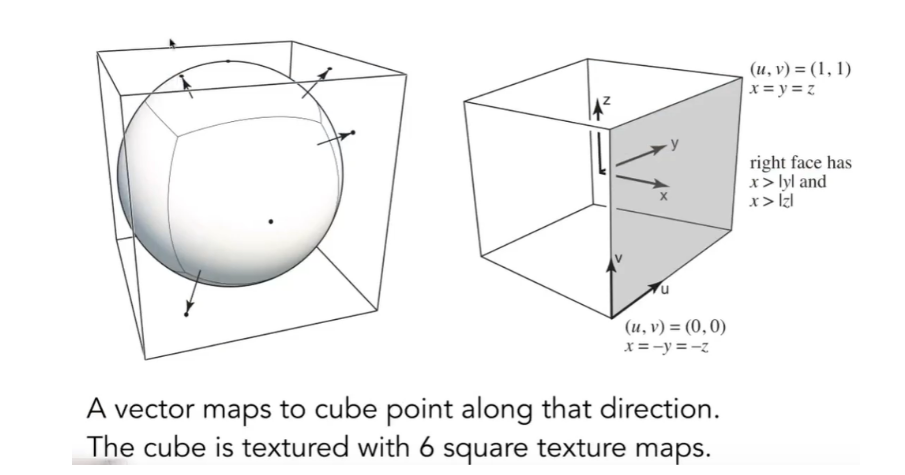 (u, v) = (1, 1)
x = y = z
z
y
x
right face has
x > |y| and
x > |z|
v
u
(u, v) = (0, 0)
x = −y = −z
A vector maps to cube point along that direction.
The cube is textured with 6 square texture maps.